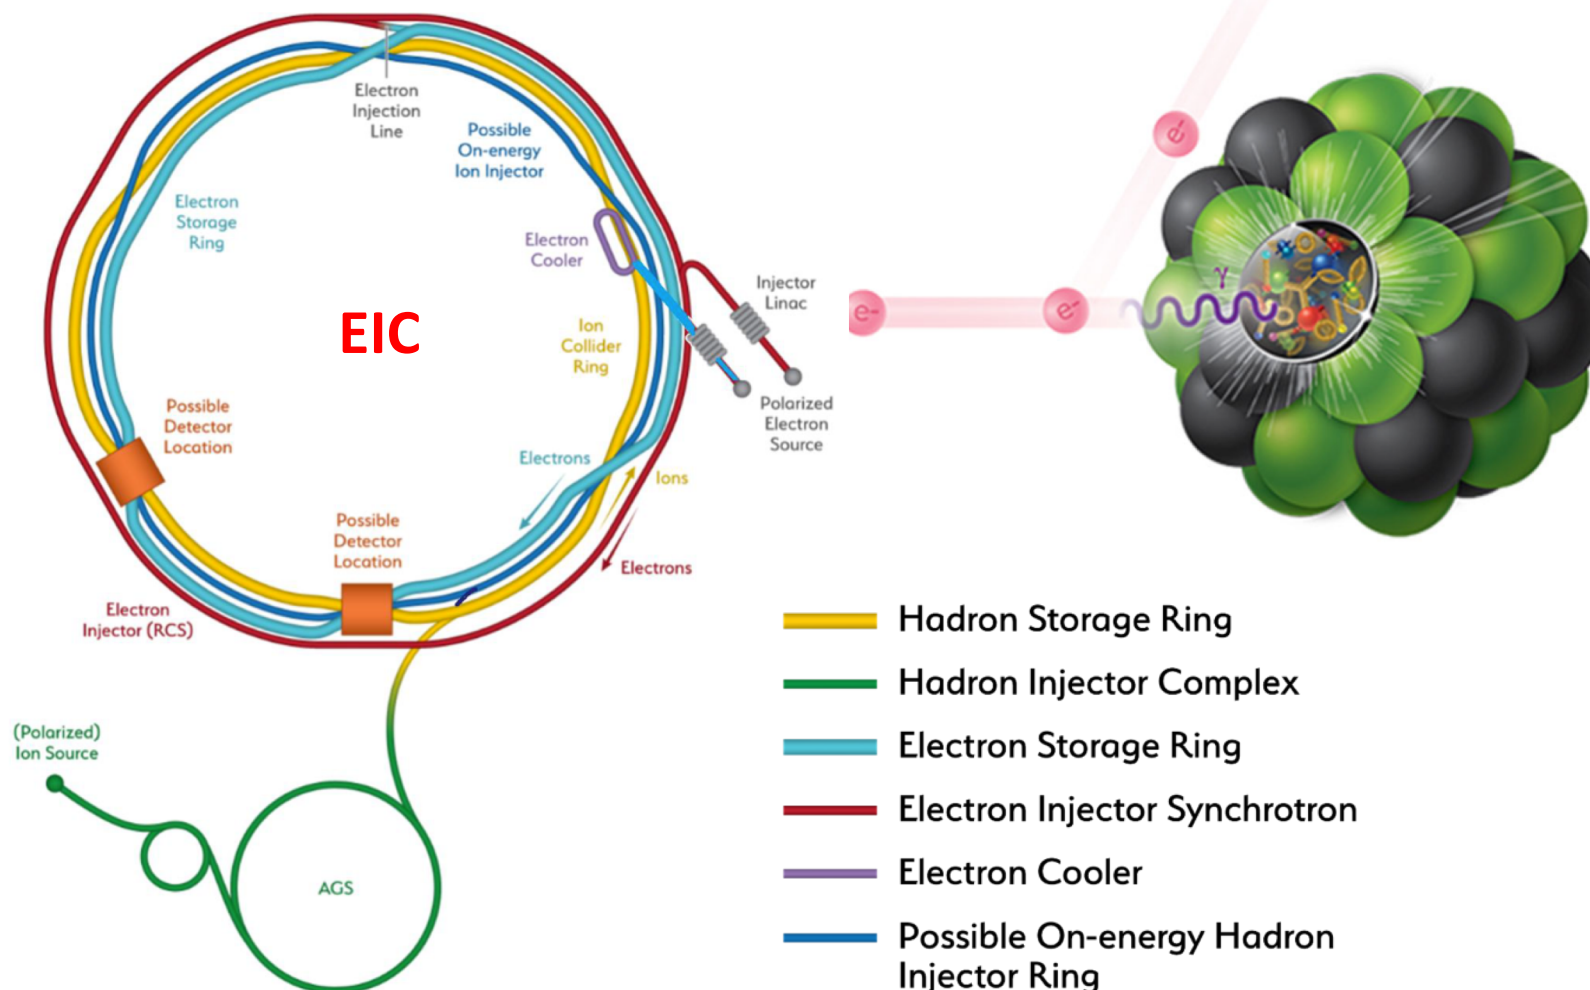 Electron
Injection
Line
Possible
On-energy
Ion Injector
Electron
Storage
Ring
Electron
Cooler
Injector
Linac
EIC
Ion
Collider
Ring
Polarized
Electron
Source
Possible
Detector
Location
Electrons
Ions
Possible
Detector
Location
Electrons
Electron
Injector (RCS)
(Polarized)
Ion Source
AGS
e-
e-
e-
γ
Hadron Storage Ring
Hadron Injector Complex
Electron Storage Ring
Electron Injector Synchrotron
Electron Cooler
Possible On-energy Hadron
Injector Ring